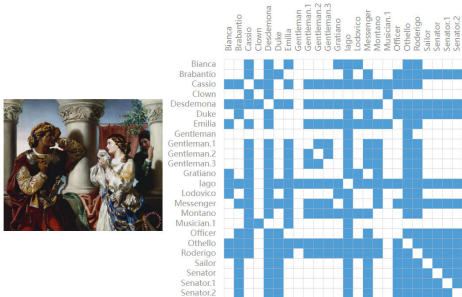 Bianca
Brabantio
Cassio
Clown
Desdemona
Duke
Emilia
Gentleman
Gentleman.1
Gentleman.2
Gentleman.3
Gratiano
Iago
Lodovico
Messenger
Montano
Musician.1
Officer
Othello
Roderigo
Sailor
Senator
Senator.1
Senator.2
Bianca
Brabantio
Cassio
Clown
Desdemona
Duke
Emilia
Gentleman
Gentleman.1
Gentleman.2
Gentleman.3
Gratiano
Iago
Lodovico
Messenger
Montano
Musician.1
Officer
Othello
Roderigo
Sailor
Senator
Senator.1
Senator.2